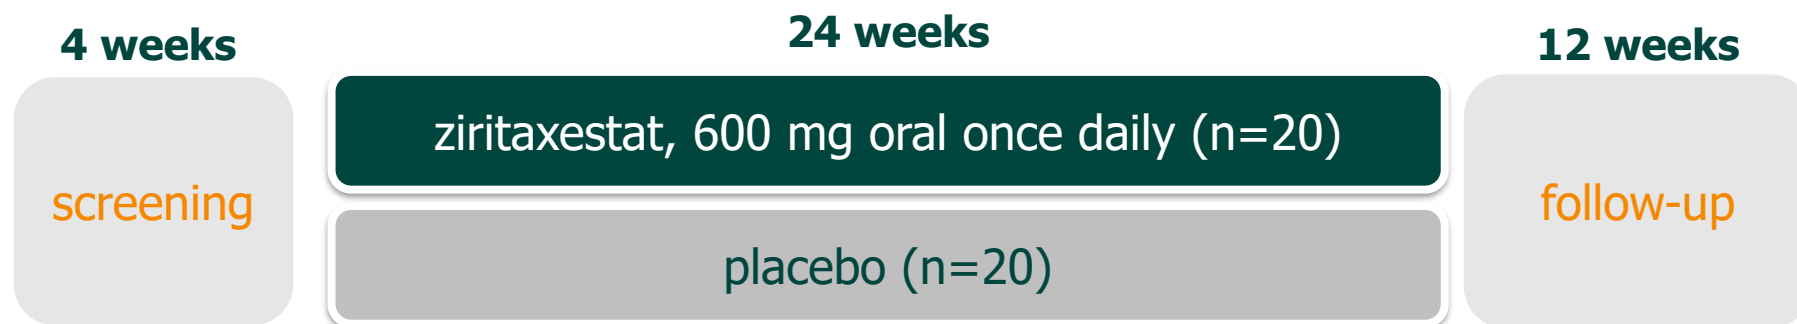 4 weeks
24 weeks
12 weeks
screening
ziritaxestat, 600 mg oral once daily (n=20)
placebo (n=20)
follow-up